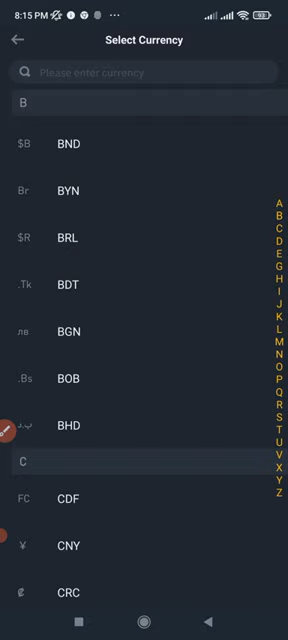 8:15 PM ... 93
Select Currency
Please enter currency
B
$B BND
Br BYN
$R BRL
.Tk BDT
лв BGN
.Bs BOB
.د.ب BHD
C
FC CDF
¥ CNY
₡ CRC
A
B
C
D
E
G
H
I
J
K
L
M
N
O
P
Q
R
S
T
U
V
X
Y
Z